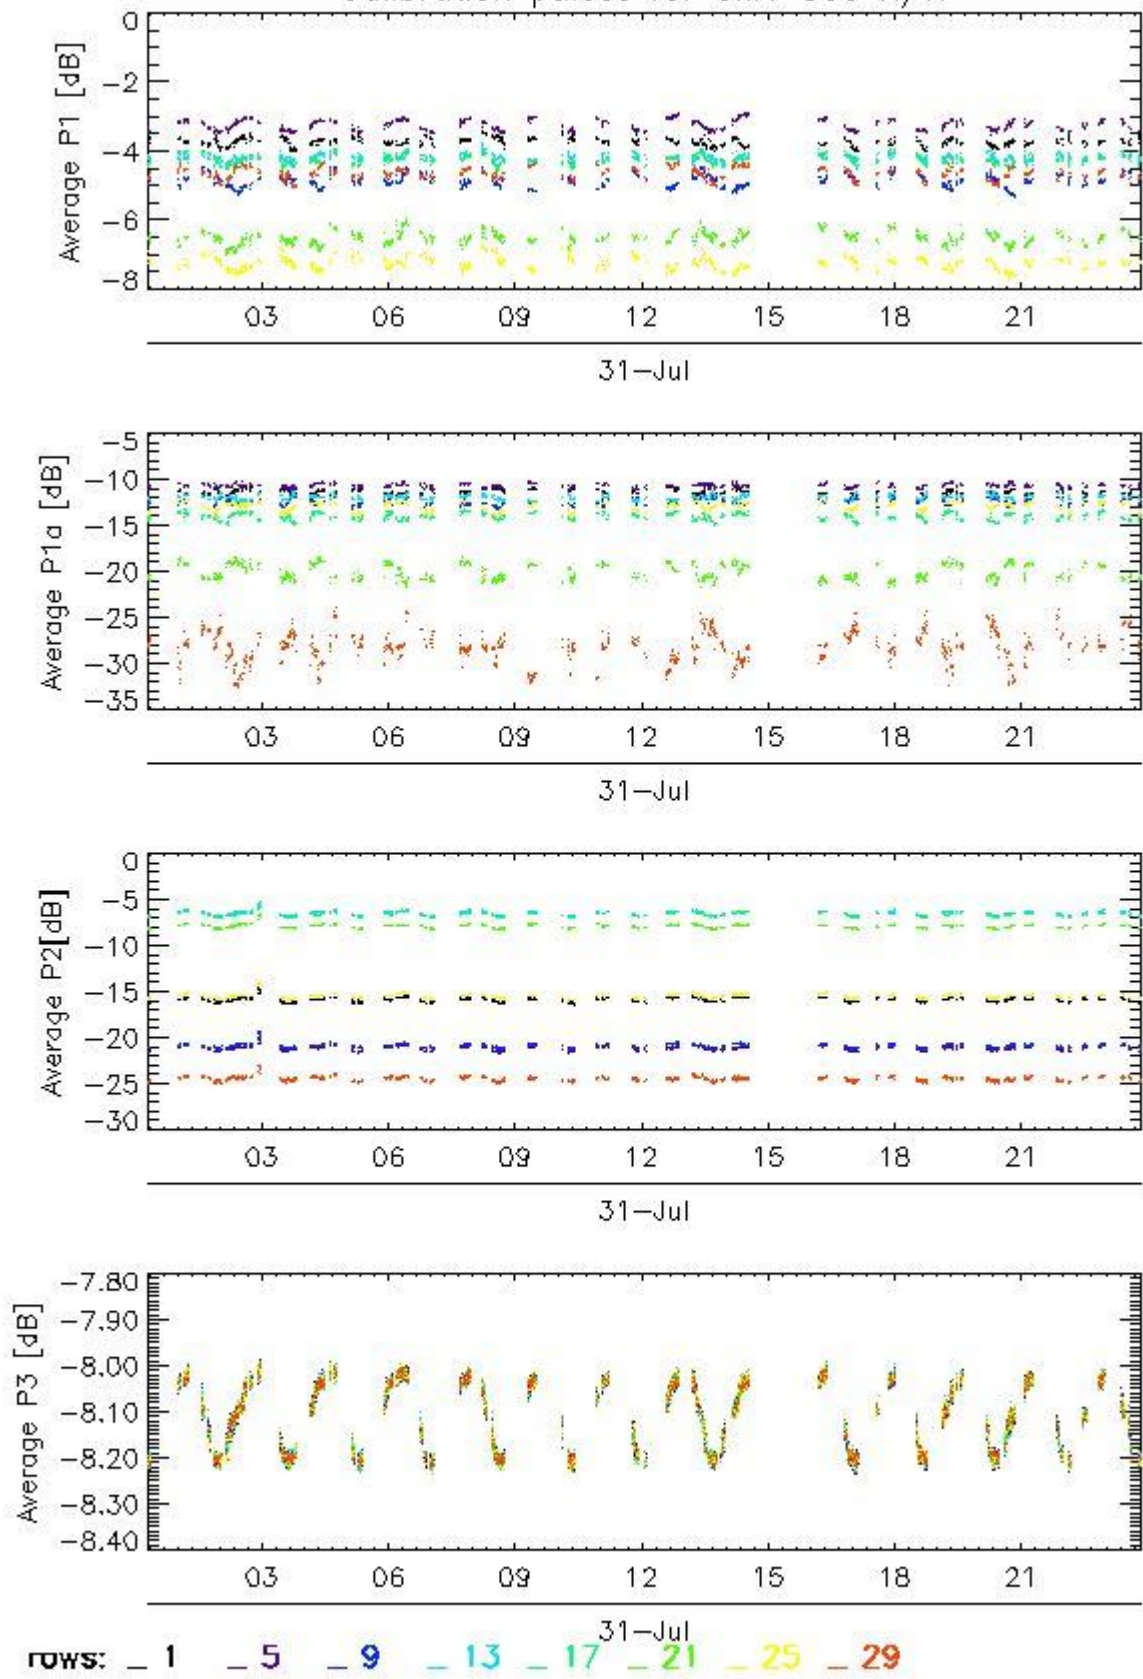 0
−2
−4
−6
−8
Average P1 [dB]
03 06 09 12 15 18 21
31−Jul
−5
−10
−15
−20
−25
−30
−35
Average P1a [dB]
03 06 09 12 15 18 21
31−Jul
0
−5
−10
−15
−20
−25
−30
Average P2[dB]
03 06 09 12 15 18 21
31−Jul
−7.80
−7.90
−8.00
−8.10
−8.20
−8.30
−8.40
Average P3 [dB]
03 06 09 12 15 18 21
31−Jul
rows: _ 1 _ 5 _ 9 _ 13 _ 17 _ 21 _ 25 _ 29